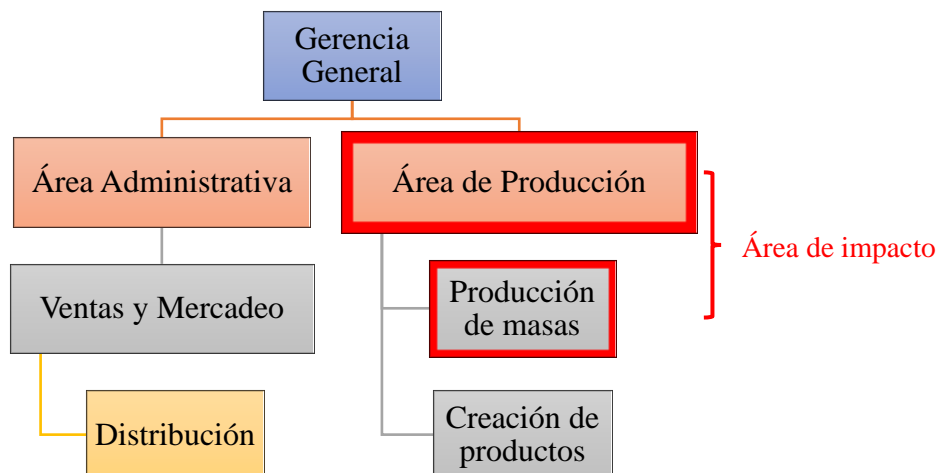 Gerencia
General
Área Administrativa
Área de Producción
Área de impacto
Ventas y Mercadeo
Producción
de masas
Distribución
Creación de
productos